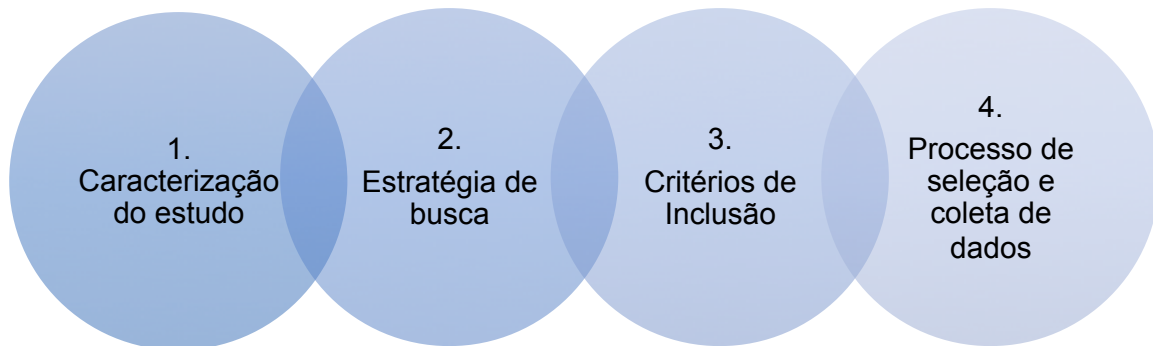 1.
Caracterização
do estudo
2.
Estratégia de
busca
3.
Critérios de
Inclusão
4.
Processo de
seleção e
coleta de
dados